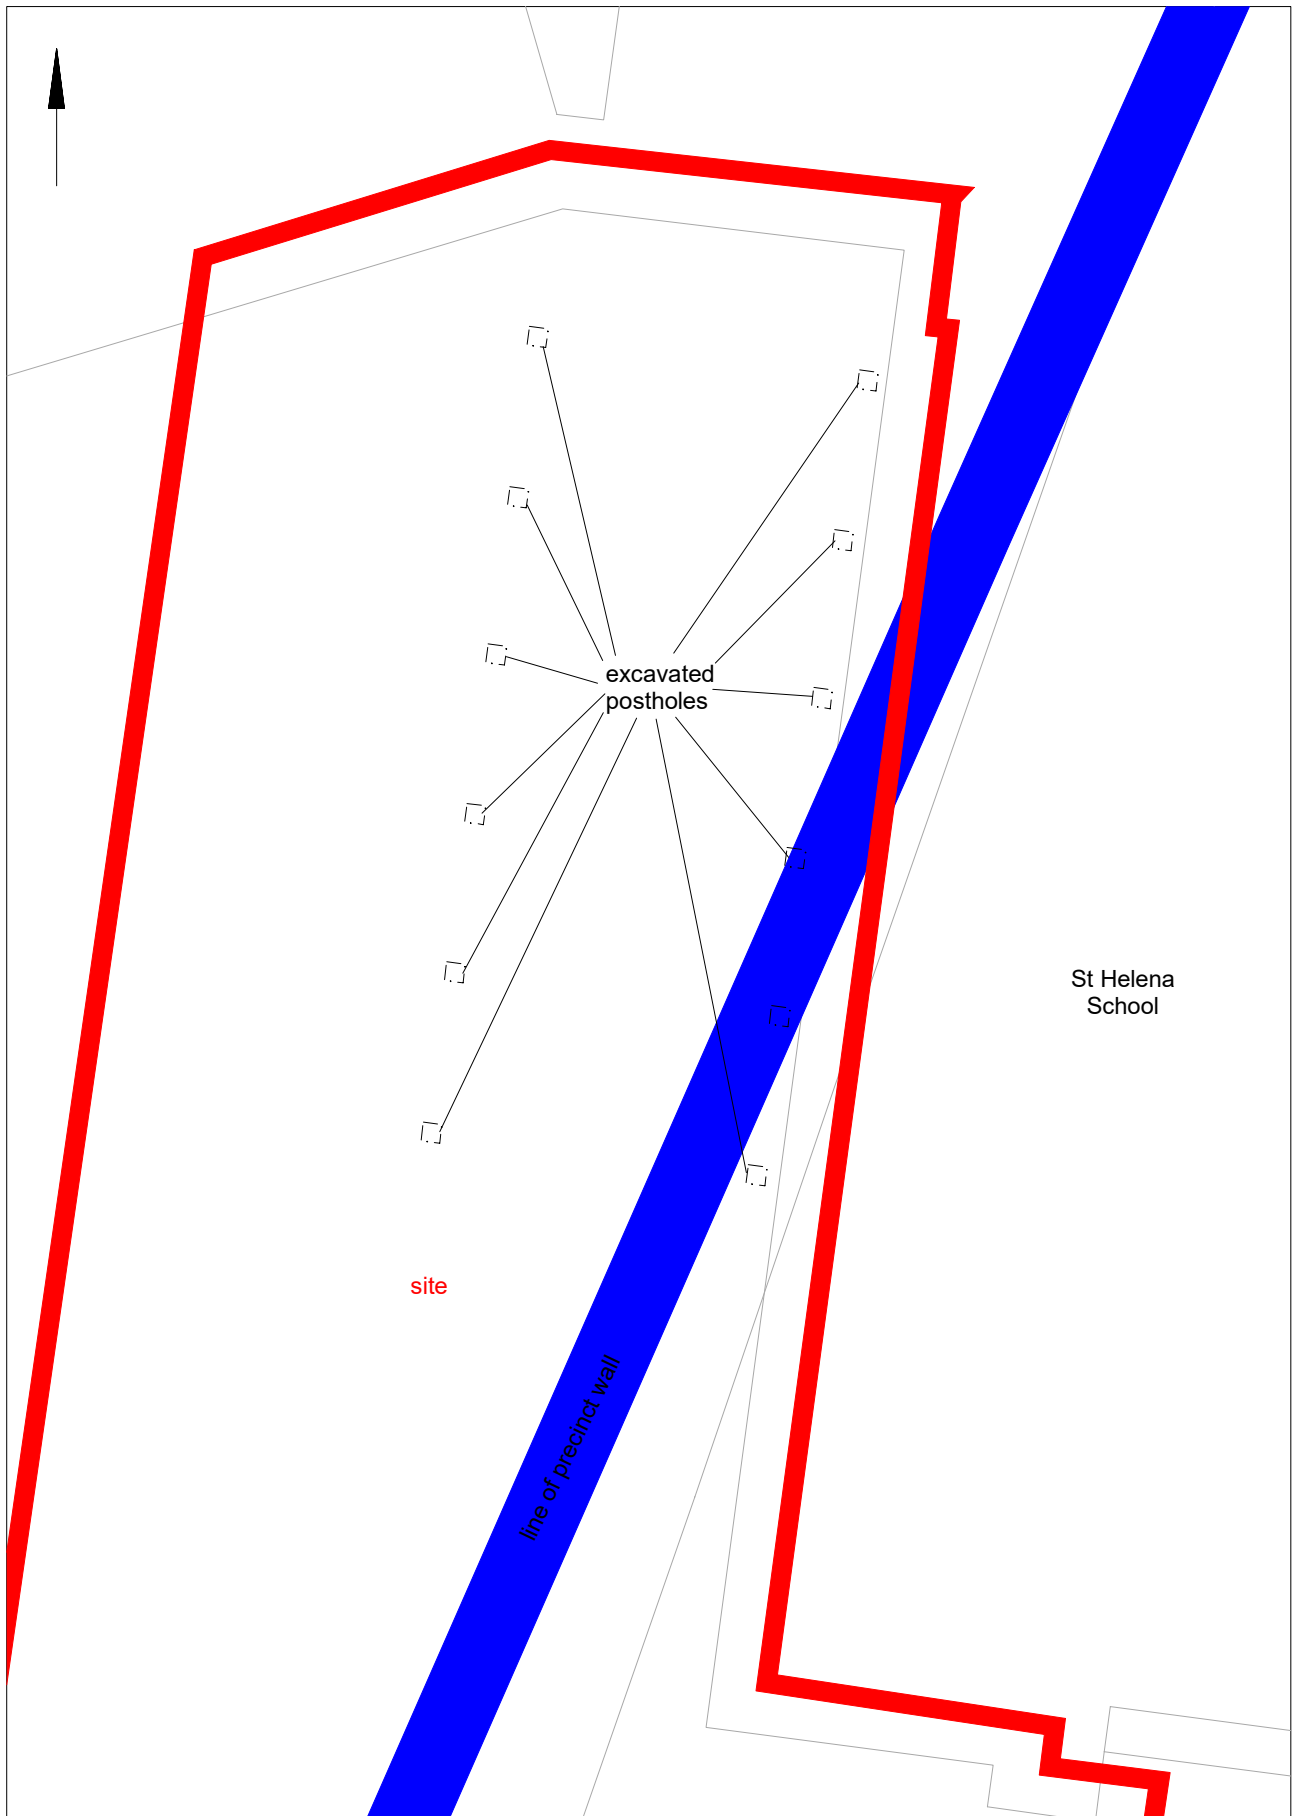 excavated
postholes
St Helena
School
site
line of precinct wall